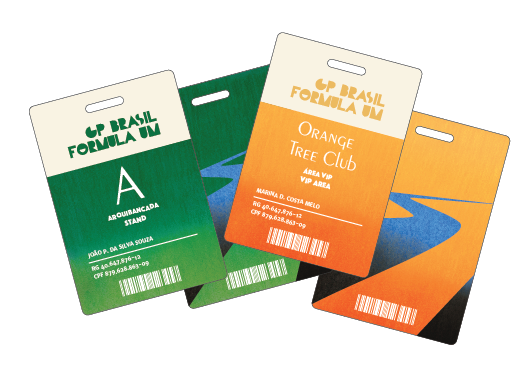 GP BRASIL
FORMULA UM
A
ARQUIBANCADA
STAND
JOÃO P. DA SILVA SOUZA
RG 40.647.876-12
CPF 879.628.863-09
GP BRASIL
FORMULA UM
ORANGE
TREE CLUB
AREA VIP
VIP AREA
MARINA D. COSTA MELO
RG 40.647.876-12
CPF 879.628.863-09